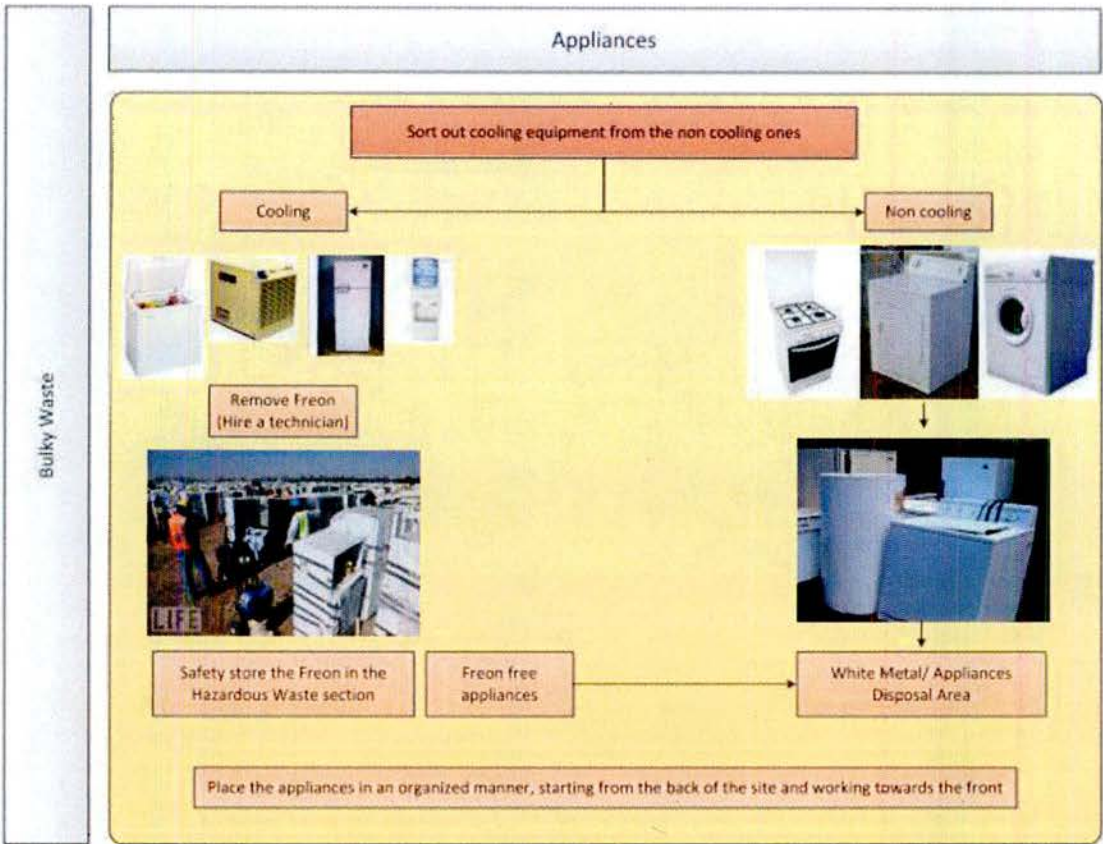 Appliances
Bulky Waste
Sort out cooling equipment from the non cooling ones
Cooling
Non cooling
Remove Freon
(Hire a technician)
LIFE
Safety store the Freon in the
Hazardous Waste section
Freon free
appliances
White Metal/ Appliances
Disposal Area
Place the appliances in an organized manner, starting from the back of the site and working towards the front